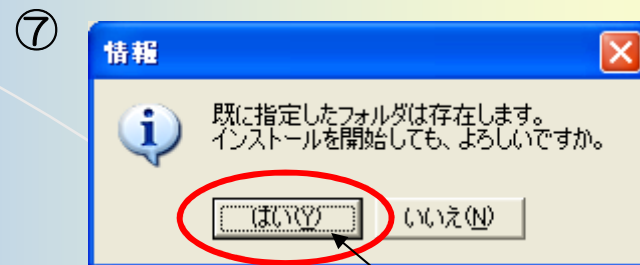 ⑦
情報
既に指定したフォルダは存在します。
インストールを開始しても、よろしいですか。
はい(Y) いいえ(N)